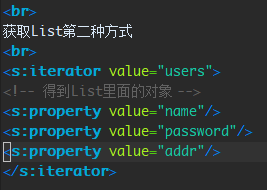 <br>
获取List第二种方式
<br>
<s:iterator value="users">
<!-- 得到List里面的对象 -->
<s:property value="name"/>
<s:property value="password"/>
<s:property value="addr"/>
</s:iterator>